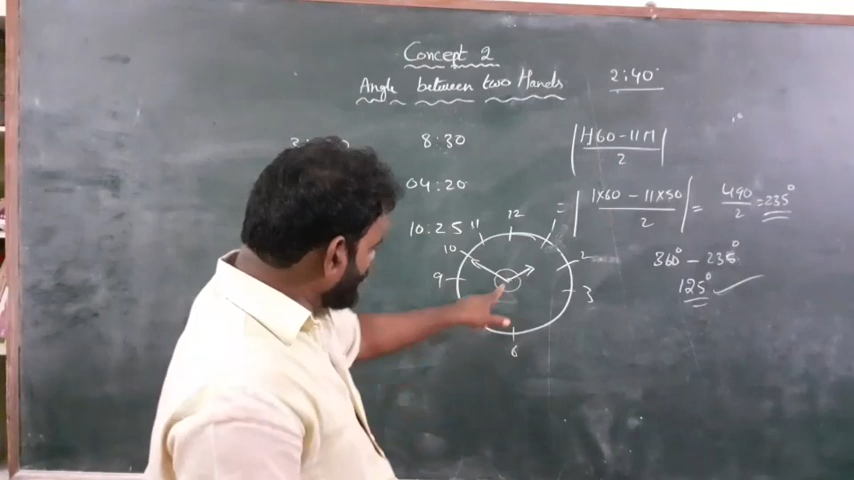 Concept 2
Angle between two Hands
2:40
8:30
04:20
10:25
|H60-11M / 2|
= |1x60 - 11x50 / 2| = 490 / 2 = 235°
360° - 235°
125°
12
11
10
9
2
3
6